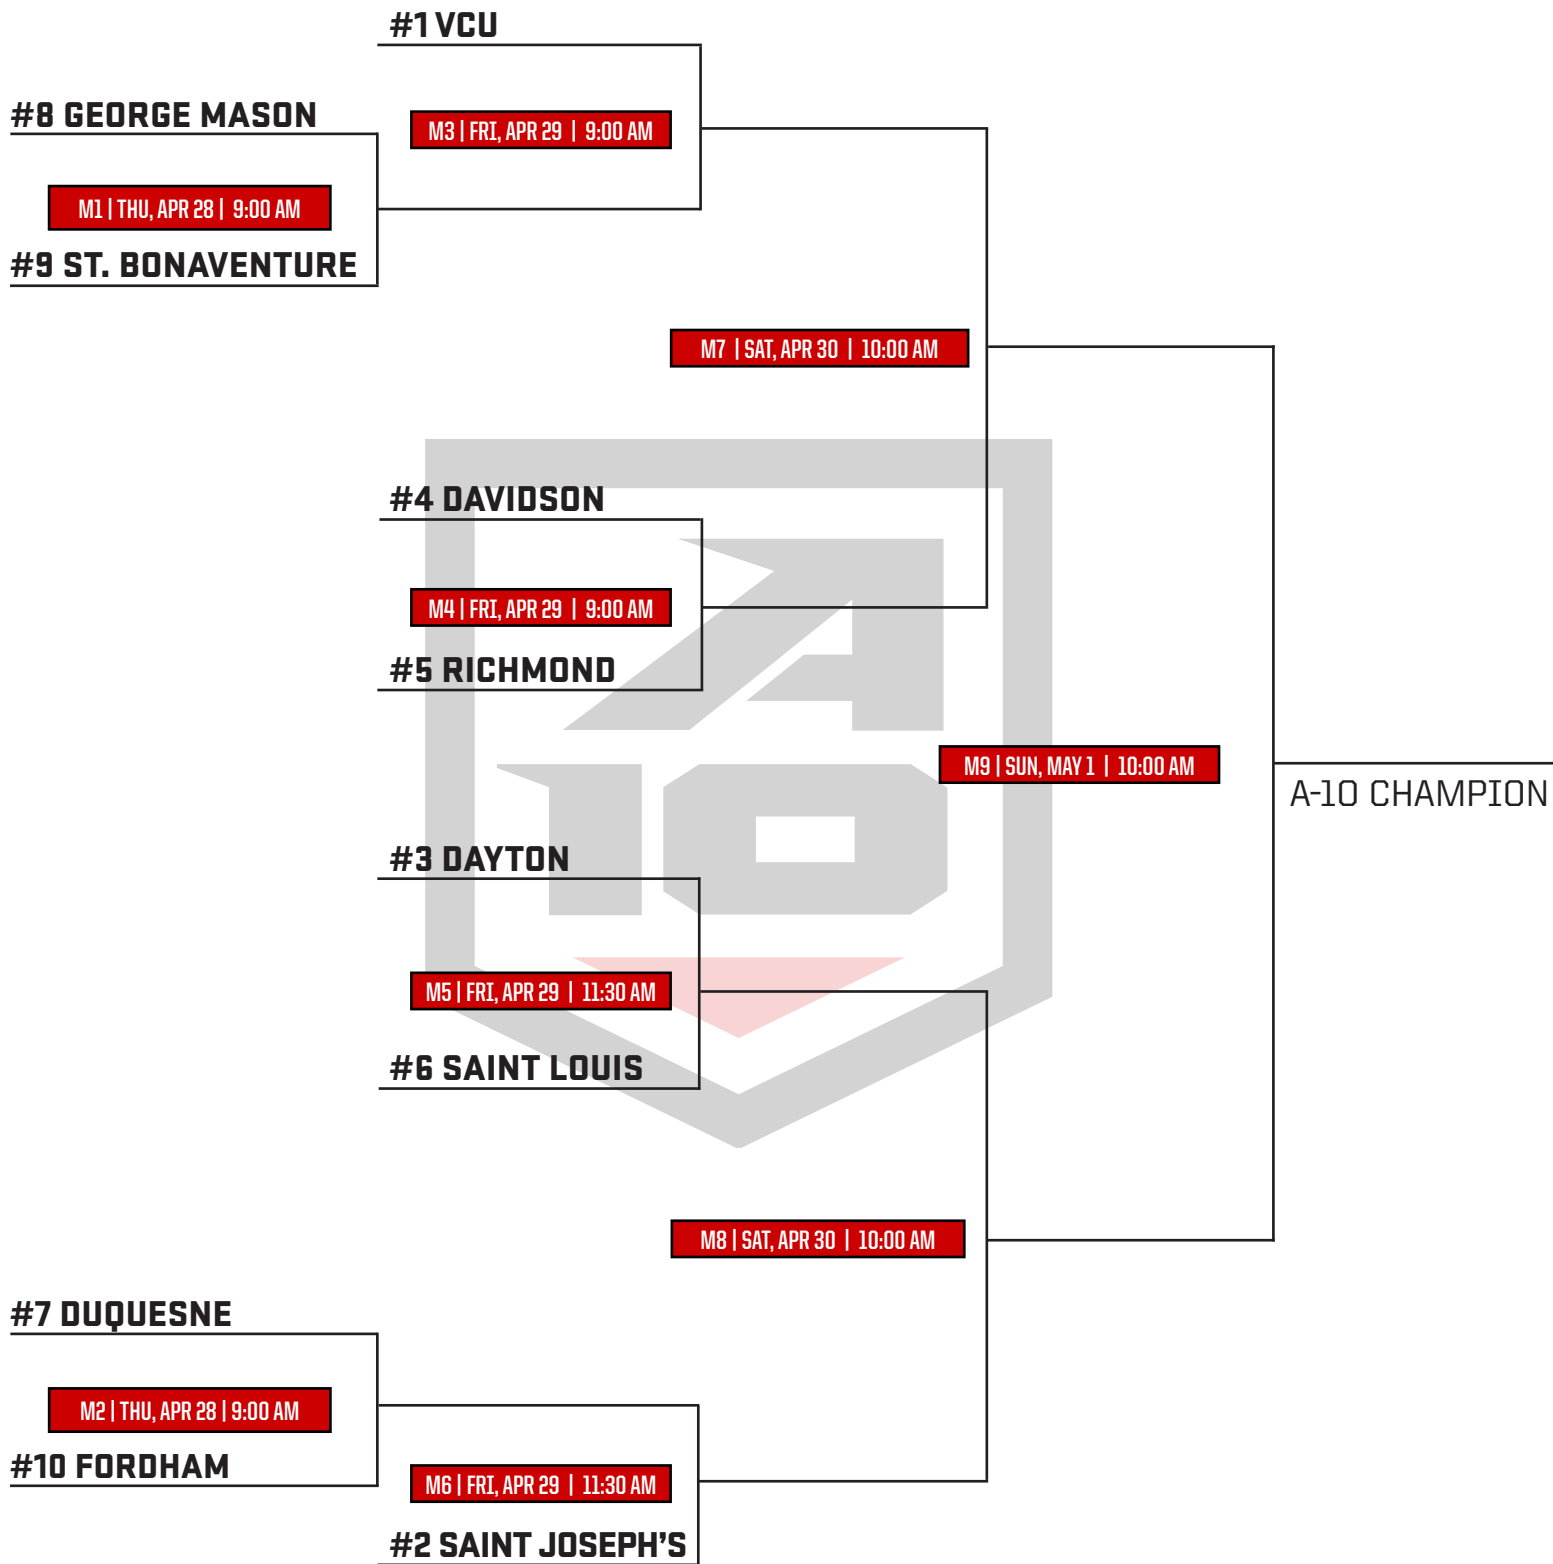 #1 VCU
#8 GEORGE MASON
M3 | FRI, APR 29 | 9:00 AM
M1 | THU, APR 28 | 9:00 AM
#9 ST. BONAVENTURE
M7 | SAT, APR 30 | 10:00 AM
#4 DAVIDSON
M4 | FRI, APR 29 | 9:00 AM
#5 RICHMOND
A
10
M9 | SUN, MAY 1 | 10:00 AM
A-10 CHAMPION
#3 DAYTON
M5 | FRI, APR 29 | 11:30 AM
#6 SAINT LOUIS
M8 | SAT, APR 30 | 10:00 AM
#7 DUQUESNE
M2 | THU, APR 28 | 9:00 AM
#10 FORDHAM
M6 | FRI, APR 29 | 11:30 AM
#2 SAINT JOSEPH'S